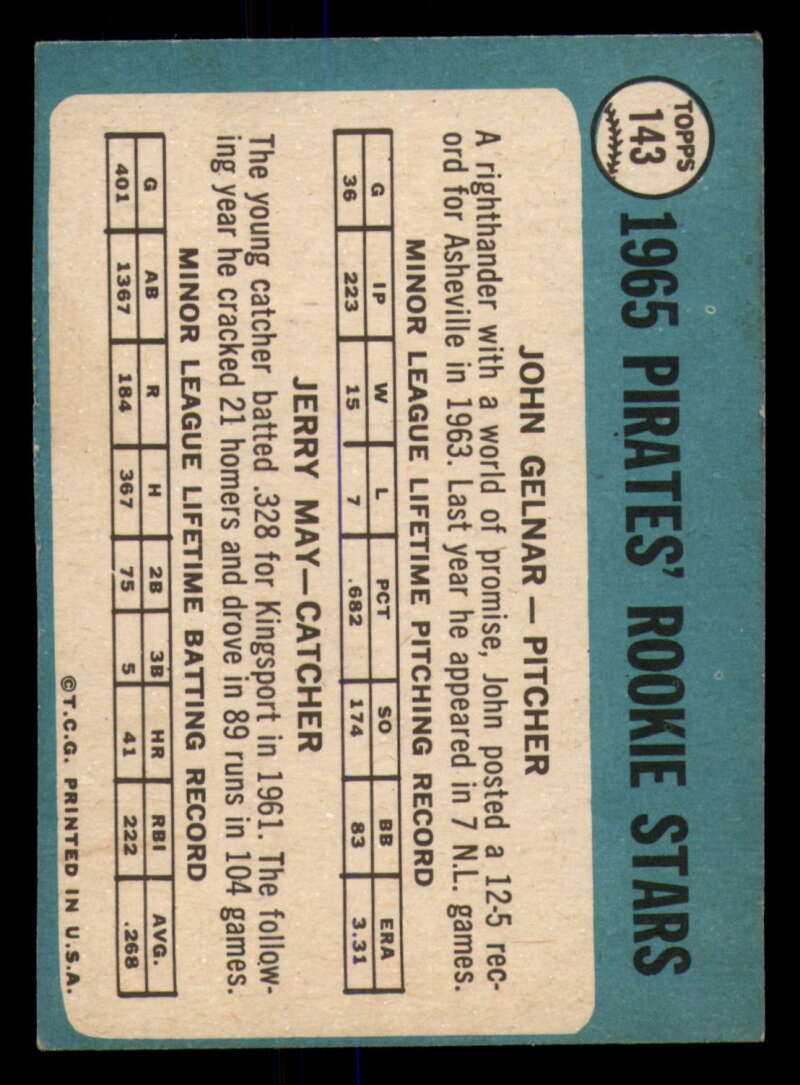 TOPPS
143
1965 PIRATES' ROOKIE STARS
JOHN GELNAR — PITCHER
A righthander with a world of promise, John posted a 12-5 rec-
ord for Asheville in 1963. Last year he appeared in 7 N.L. games.
MINOR LEAGUE LIFETIME PITCHING RECORD
G IP W L PCT SO BB ERA
36 223 15 7 .682 174 83 3.31
JERRY MAY—CATCHER
The young catcher batted .328 for Kingsport in 1961. The follow-
ing year he cracked 21 homers and drove in 89 runs in 104 games.
MINOR LEAGUE LIFETIME BATTING RECORD
G AB R H 2B 3B HR RBI AVG.
401 1367 184 367 75 5 41 222 .268
©T.C.G. PRINTED IN U.S.A.